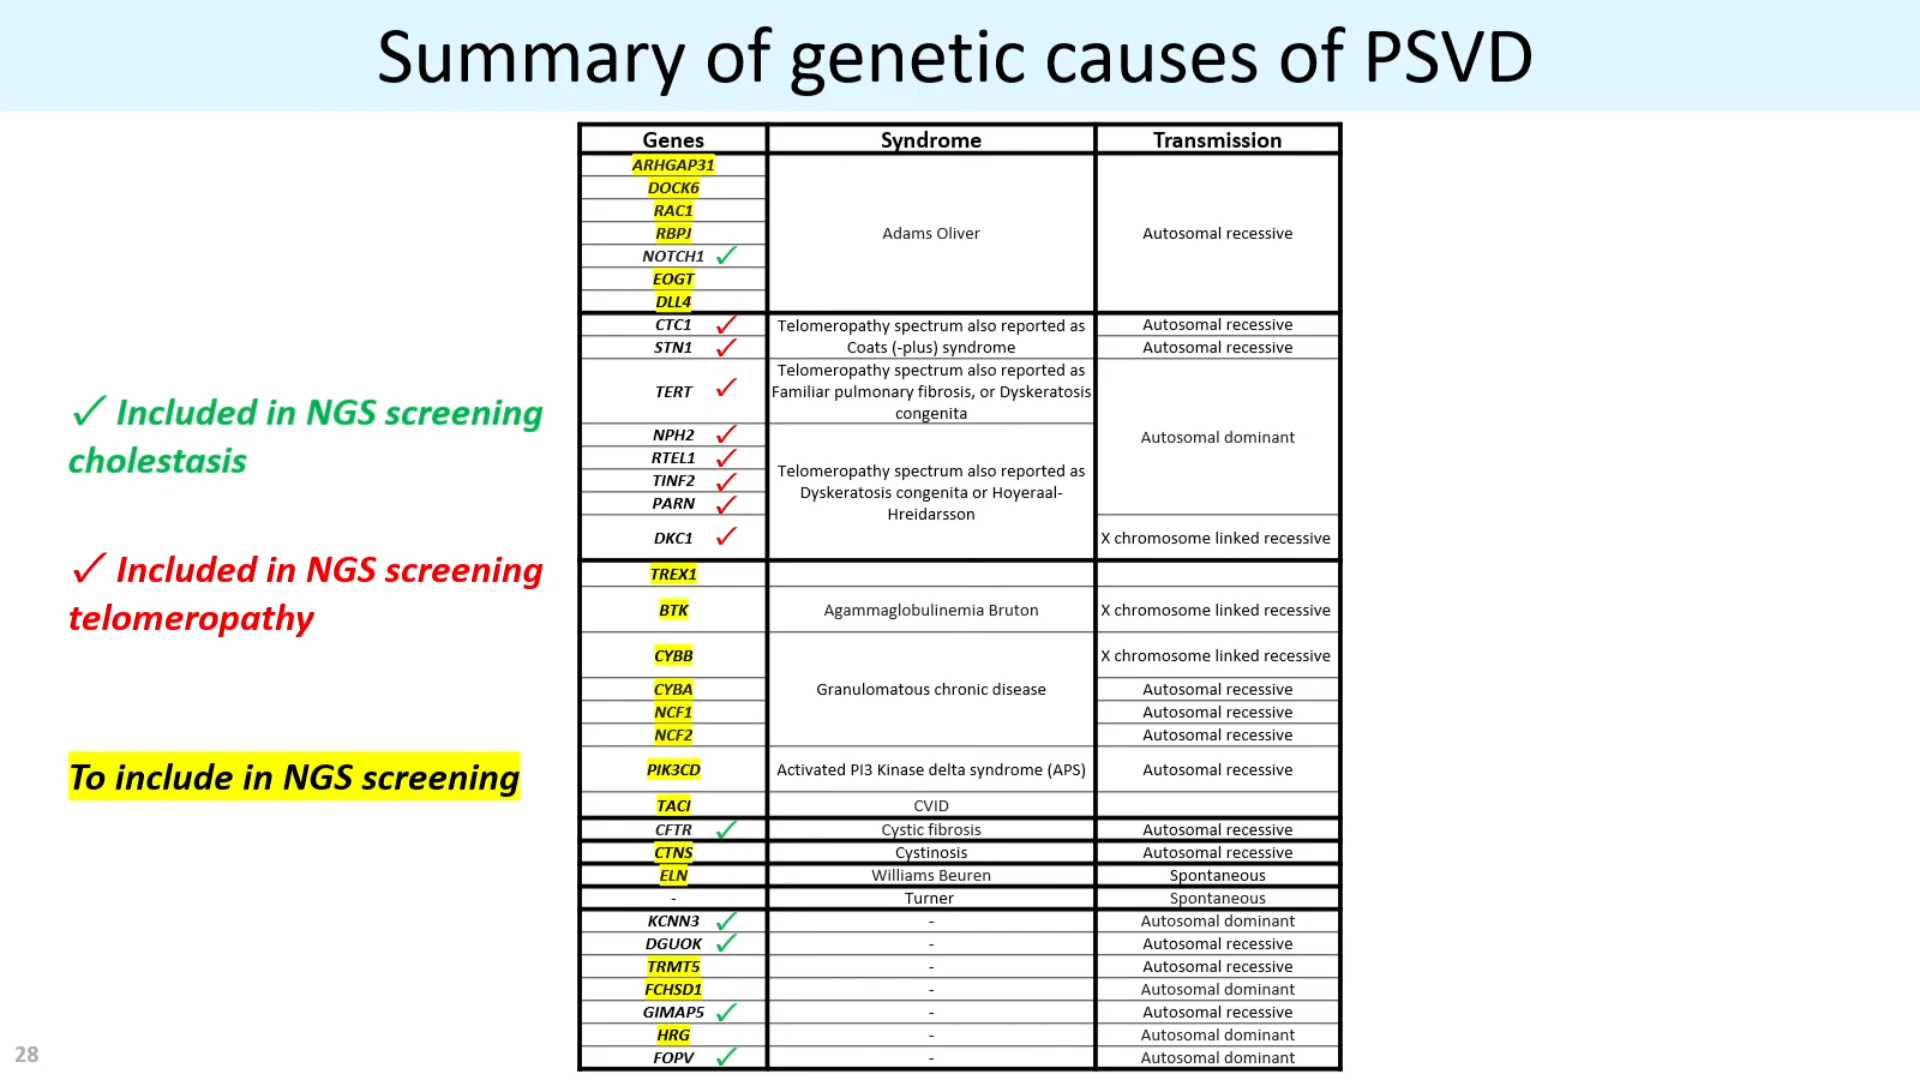 Summary of genetic causes of PSVD
Genes Syndrome Transmission
ARHGAP31
DOCK6
RAC1
RBPJ Adams Oliver Autosomal recessive
NOTCH1 ✓
EOGT
DLL4
CTC1 ✓ Telomeropathy spectrum also reported as Autosomal recessive
STN1 ✓ Coats (-plus) syndrome Autosomal recessive
Telomeropathy spectrum also reported as
TERT ✓ Familiar pulmonary fibrosis, or Dyskeratosis
congenita
NPH2 ✓ Autosomal dominant
RTEL1 ✓
Telomeropathy spectrum also reported as
TINF2 ✓
Dyskeratosis congenita or Hoyeraal-
PARN ✓
Hreidarsson
DKC1 ✓ X chromosome linked recessive
TREX1
BTK Agammaglobulinemia Bruton X chromosome linked recessive
CYBB X chromosome linked recessive
CYBA Granulomatous chronic disease Autosomal recessive
NCF1 Autosomal recessive
NCF2 Autosomal recessive
PIK3CD Activated PI3 Kinase delta syndrome (APS) Autosomal recessive
TACI CVID
CFTR ✓ Cystic fibrosis Autosomal recessive
CTNS Cystinosis Autosomal recessive
ELN Williams Beuren Spontaneous
- Turner Spontaneous
KCNN3 ✓ - Autosomal dominant
DGUOK ✓ - Autosomal recessive
TRMT5 - Autosomal recessive
FCHSD1 - Autosomal dominant
GIMAP5 ✓ - Autosomal recessive
HRG - Autosomal dominant
FOPV ✓ - Autosomal dominant
✓ Included in NGS screening
cholestasis
✓ Included in NGS screening
telomeropathy
To include in NGS screening
28